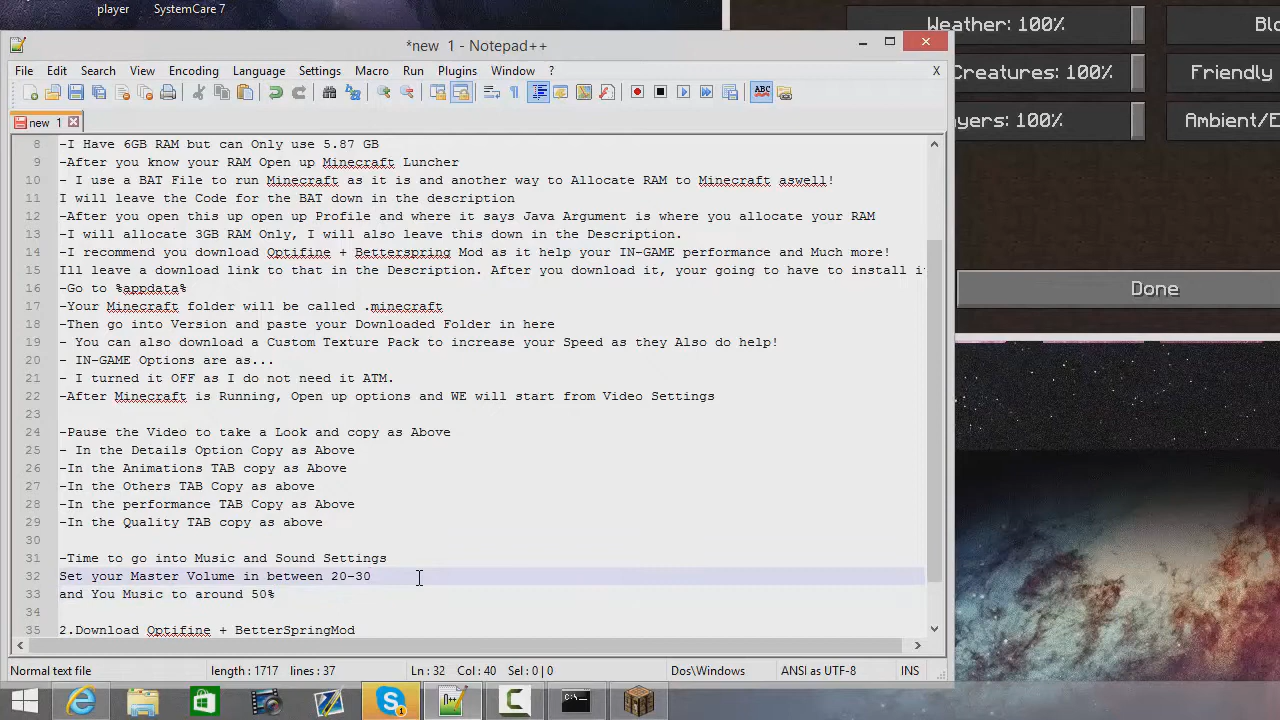 player SystemCare 7
Weather: 100%
Creatures: 100% Friendly
ayers: 100% Ambient/E
Done
*new 1 - Notepad++
File Edit Search View Encoding Language Settings Macro Run Plugins Window ? X
new 1
8 -I Have 6GB RAM but can Only use 5.87 GB
9 -After you know your RAM Open up Minecraft Luncher
10 - I use a BAT File to run Minecraft as it is and another way to Allocate RAM to Minecraft aswell!
11 I will leave the Code for the BAT down in the description
12 -After you open this up open up Profile and where it says Java Argument is where you allocate your RAM
13 -I will allocate 3GB RAM Only, I will also leave this down in the Description.
14 -I recommend you download Optifine + Betterspring Mod as it help your IN-GAME performance and Much more!
15 Ill leave a download link to that in the Description. After you download it, your going to have to install i
16 -Go to %appdata%
17 -Your Minecraft folder will be called .minecraft
18 -Then go into Version and paste your Downloaded Folder in here
19 - You can also download a Custom Texture Pack to increase your Speed as they Also do help!
20 - IN-GAME Options are as...
21 - I turned it OFF as I do not need it ATM.
22 -After Minecraft is Running, Open up options and WE will start from Video Settings
23
24 -Pause the Video to take a Look and copy as Above
25 - In the Details Option Copy as Above
26 -In the Animations TAB copy as Above
27 -In the Others TAB Copy as above
28 -In the performance TAB Copy as Above
29 -In the Quality TAB copy as above
30
31 -Time to go into Music and Sound Settings
32 Set your Master Volume in between 20-30
33 and You Music to around 50%
34
35 2.Download Optifine + BetterSpringMod
Normal text file length : 1717 lines : 37 Ln : 32 Col : 40 Sel : 0 | 0 Dos\Windows ANSI as UTF-8 INS